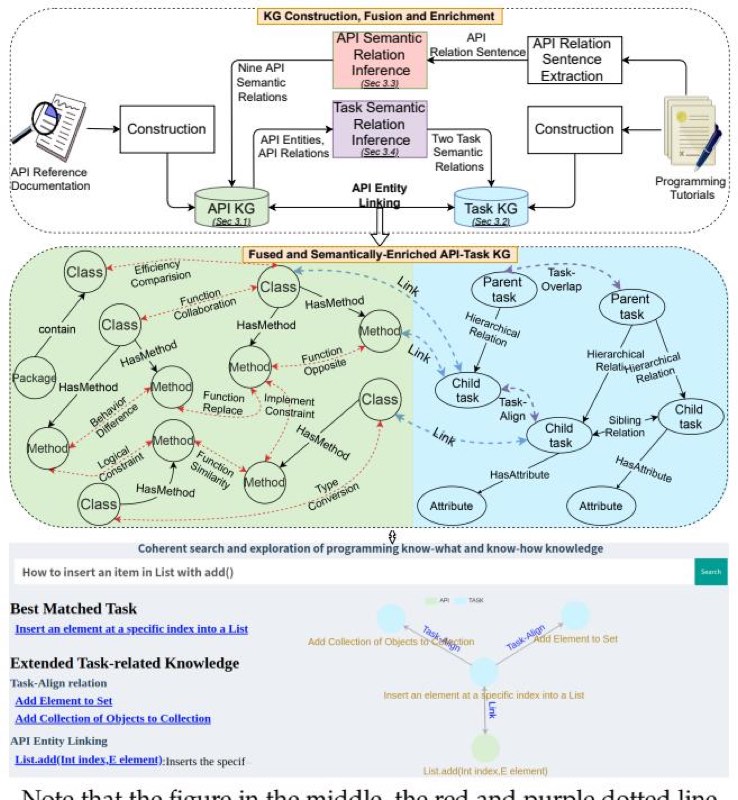 KG Construction, Fusion and Enrichment
API Semantic
Relation
Inference
(Sec 3.3)
API
Relation Sentence
API Relation
Sentence
Extraction
Nine API
Semantic
Relations
Task Semantic
Relation
Inference
(Sec 3.4)
API Entities,
API Relations
Two Task
Semantic
Relations
Construction
Construction
API Reference
Documentation
Programming
Tutorials
API Entity
Linking
API KG
(Sec 3.1)
Task KG
(Sec 3.2)
Fused and Semantically-Enriched API-Task KG
Class
Efficiency
Comparision
Class
Link
Parent
task
Task-
Overlap
Parent
task
Function
Collaboration
HasMethod
contain
Class
HasMethod
Method
Hierarchical
Relation
HasMethod
Link
Hierarchical
Relation
Hierarchical
Relation
Package
HasMethod
Method
Method
Function
Opposite
Child
task
Function
Replace
Implement
Constraint
Class
Task-
Align
Child
task
Behavior
Difference
Method
Method
HasMethod
Link
Child
task
Sibling
Relation
Logical
Constraint
Function
Similarity
Method
HasAttribute
HasAttribute
Class
HasMethod
Type
Conversion
Attribute
Attribute
Coherent search and exploration of programming know-what and know-how knowledge
How to insert an item in List with add()
Search
Best Matched Task
Insert an element at a specific index into a List
Extended Task-related Knowledge
Task-Align relation
Add Element to Set
Add Collection of Objects to Collection
API Entity Linking
List.add(Int index,E element):Inserts the specif
API
TASK
Add Collection of Objects to Collection
Task-Align
Task-Align
Add Element to Set
Insert an element at a specific index into a List
Link
List.add(Int index,E element)
Note that the figure in the middle, the red and purple dotted line